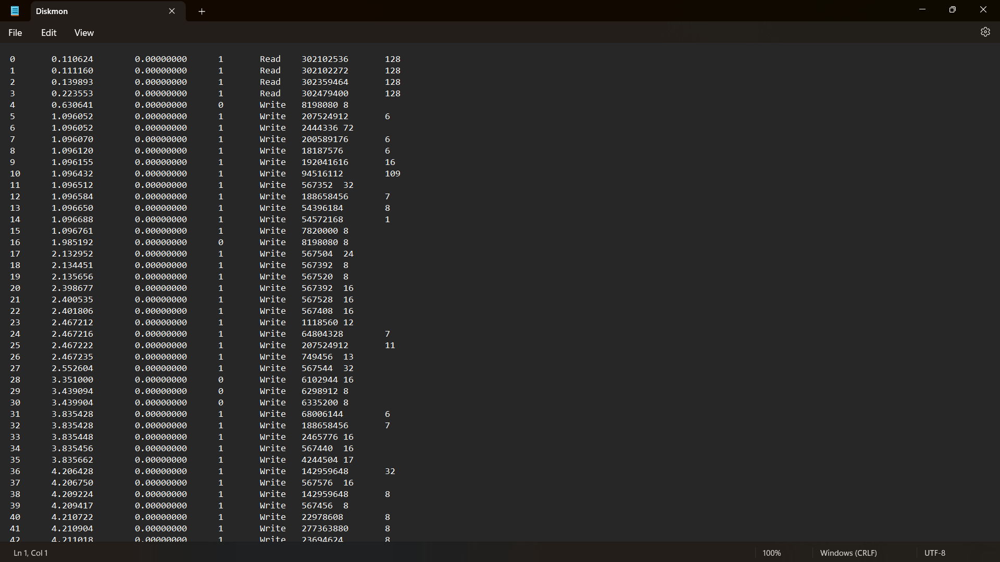 Diskmon
File Edit View
0 0.110624 0.00000000 1 Read 302102536 128
1 0.111160 0.00000000 1 Read 302102272 128
2 0.139893 0.00000000 1 Read 302359464 128
3 0.223553 0.00000000 1 Read 302479400 128
4 0.630641 0.00000000 0 Write 8198080 8
5 1.096052 0.00000000 1 Write 207524912 6
6 1.096052 0.00000000 1 Write 2444336 72
7 1.096070 0.00000000 1 Write 200589176 6
8 1.096120 0.00000000 1 Write 18187576 6
9 1.096155 0.00000000 1 Write 192041616 16
10 1.096432 0.00000000 1 Write 94516112 109
11 1.096512 0.00000000 1 Write 567352 32
12 1.096584 0.00000000 1 Write 188658456 7
13 1.096650 0.00000000 1 Write 54396184 8
14 1.096688 0.00000000 1 Write 54572168 1
15 1.096761 0.00000000 1 Write 7820000 8
16 1.985192 0.00000000 0 Write 8198080 8
17 2.132952 0.00000000 1 Write 567504 24
18 2.134451 0.00000000 1 Write 567392 8
19 2.135656 0.00000000 1 Write 567520 8
20 2.398677 0.00000000 1 Write 567392 16
21 2.400535 0.00000000 1 Write 567528 16
22 2.401806 0.00000000 1 Write 567408 16
23 2.467212 0.00000000 1 Write 1118560 12
24 2.467216 0.00000000 1 Write 64804328 7
25 2.467222 0.00000000 1 Write 207524912 11
26 2.467235 0.00000000 1 Write 749456 13
27 2.552604 0.00000000 1 Write 567544 32
28 3.351000 0.00000000 0 Write 6102944 16
29 3.439094 0.00000000 0 Write 6298912 8
30 3.439904 0.00000000 0 Write 6335200 8
31 3.835428 0.00000000 1 Write 68006144 6
32 3.835428 0.00000000 1 Write 188658456 7
33 3.835448 0.00000000 1 Write 2465776 16
34 3.835456 0.00000000 1 Write 567440 16
35 3.835662 0.00000000 1 Write 4244504 17
36 4.206428 0.00000000 1 Write 142959648 32
37 4.206750 0.00000000 1 Write 567576 16
38 4.209224 0.00000000 1 Write 142959648 8
39 4.209417 0.00000000 1 Write 567456 8
40 4.210722 0.00000000 1 Write 22978608 8
41 4.210904 0.00000000 1 Write 277363880 8
42 4.211018 0.00000000 1 Write 23694624 8
Ln 1, Col 1 100% Windows (CRLF) UTF-8